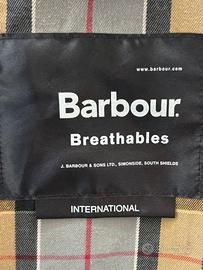 www.barbour.com
Barbour
Breathables
J. BARBOUR & SONS LTD., SIMONSIDE, SOUTH SHIELDS
INTERNATIONAL